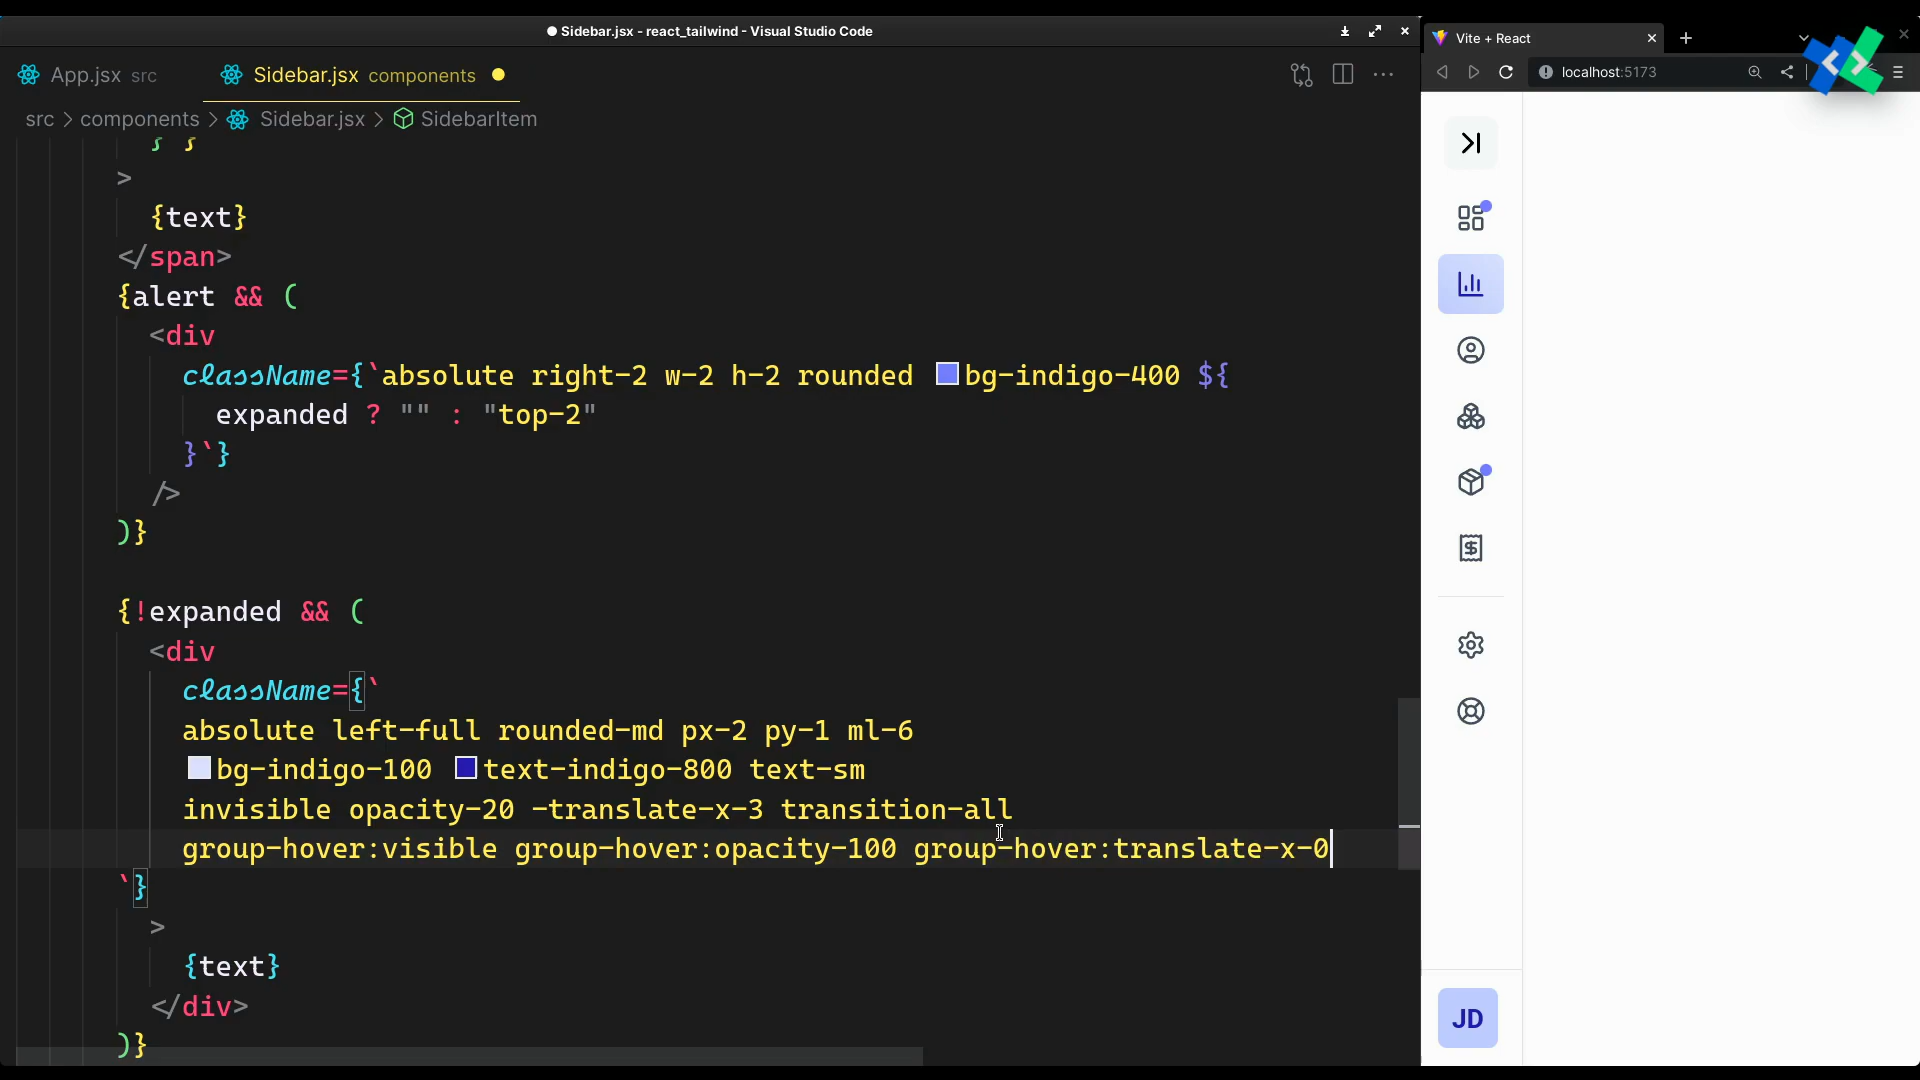 Sidebar.jsx - react_tailwind - Visual Studio Code
App.jsx src
Sidebar.jsx components
src > components > Sidebar.jsx > SidebarItem
} }
>
{text}
</span>
{alert && (
<div
className={`absolute right-2 w-2 h-2 rounded bg-indigo-400 ${
expanded ? "" : "top-2"
}`}
/>
)}
{!expanded && (
<div
className={`
absolute left-full rounded-md px-2 py-1 ml-6
bg-indigo-100 text-indigo-800 text-sm
invisible opacity-20 -translate-x-3 transition-all
group-hover:visible group-hover:opacity-100 group-hover:translate-x-0
`}
>
{text}
</div>
)}
Vite + React
localhost:5173
JD